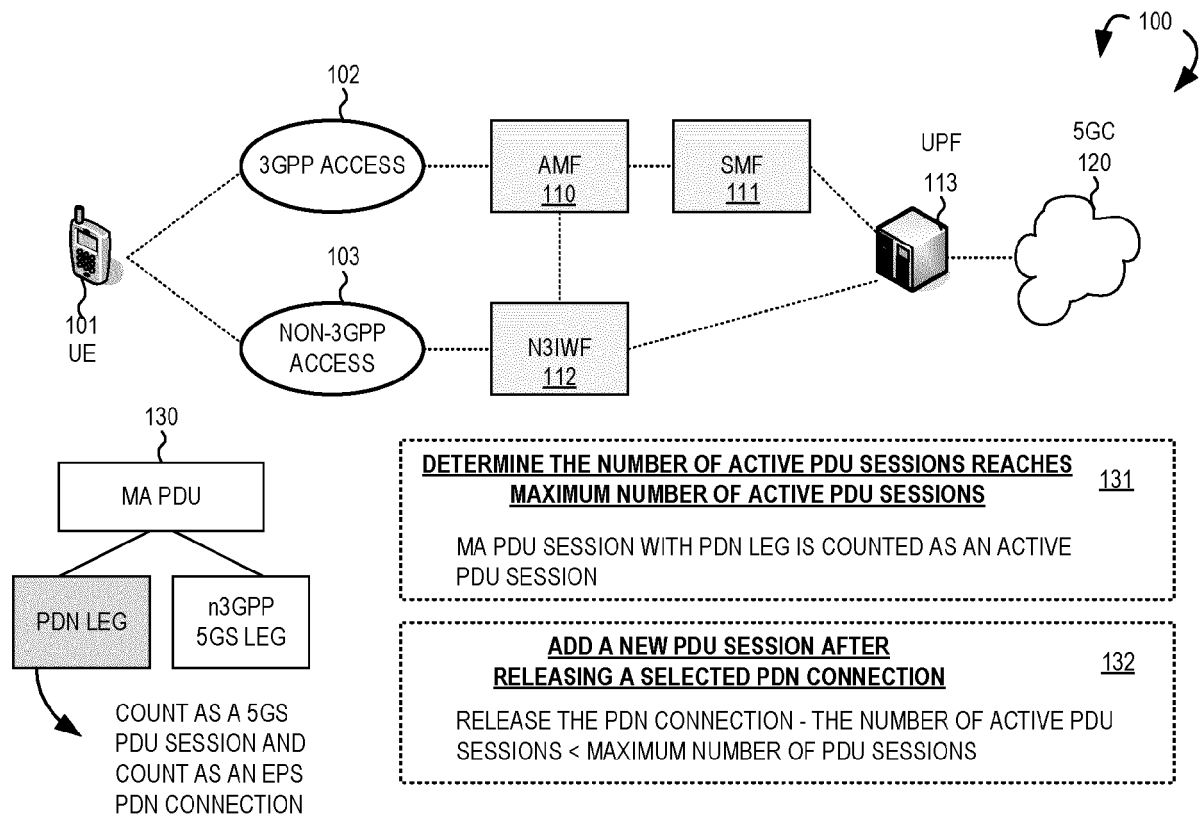 100
102
3GPP ACCESS
AMF
110
SMF
111
UPF
113
5GC
120
101
UE
103
NON-3GPP
ACCESS
N3IWF
112
130
MA PDU
PDN LEG
n3GPP
5GS LEG
COUNT AS A 5GS
PDU SESSION AND
COUNT AS AN EPS
PDN CONNECTION
DETERMINE THE NUMBER OF ACTIVE PDU SESSIONS REACHES
MAXIMUM NUMBER OF ACTIVE PDU SESSIONS
131
MA PDU SESSION WITH PDN LEG IS COUNTED AS AN ACTIVE
PDU SESSION
ADD A NEW PDU SESSION AFTER
RELEASING A SELECTED PDN CONNECTION
132
RELEASE THE PDN CONNECTION - THE NUMBER OF ACTIVE PDU
SESSIONS < MAXIMUM NUMBER OF PDU SESSIONS